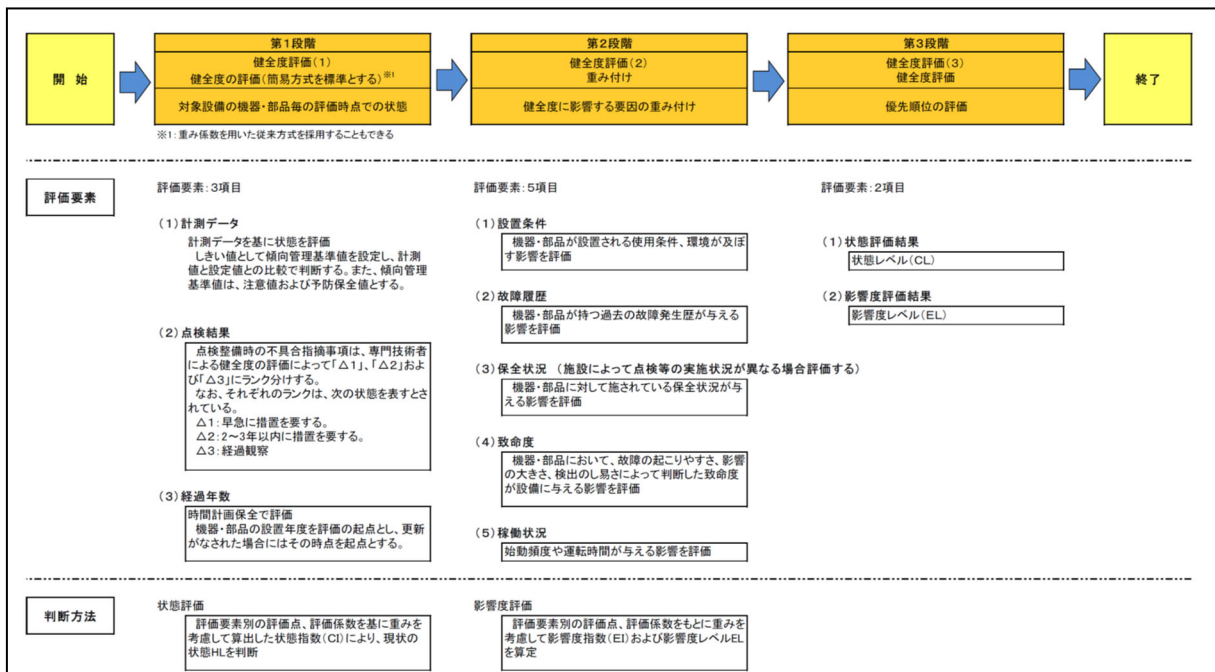 開　始
第1段階
健全度評価(1)
健全度の評価(簡易方式を標準とする)※1
対象設備の機器・部品毎の評価時点での状態
第2段階
健全度評価(2)
重み付け
健全度に影響する要因の重み付け
第3段階
健全度評価(3)
健全度評価
優先順位の評価
終了
※1:重み係数を用いた従来方式を採用することもできる
評価要素
評価要素:3項目
(1)計測データ
計測データを基に状態を評価
しきい値として傾向管理基準値を設定し、計測
値と設定値との比較で判断する。また、傾向管理
基準値は、注意値および予防保全値とする。
(2)点検結果
点検整備時の不具合指摘事項は、専門技術者
による健全度の評価によって「△1」、「△2」およ
び「△3」にランク分けする。
なお、それぞれのランクは、次の状態を表すとさ
れている。
△1:早急に措置を要する。
△2:2～3年以内に措置を要する。
△3:経過観察
(3)経過年数
時間計画保全で評価
機器・部品の設置年度を評価の起点とし、更新
がなされた場合にはその時点を起点とする。
評価要素:5項目
(1)設置条件
機器・部品が設置される使用条件、環境が及ぼ
す影響を評価
(2)故障履歴
機器・部品が持つ過去の故障発生歴が与える
影響を評価
(3)保全状況　(施設によって点検等の実施状況が異なる場合評価する)
機器・部品に対して施されている保全状況が与
える影響を評価
(4)致命度
機器・部品において、故障の起こりやすさ、影響
の大きさ、検出のし易さによって判断した致命度
が設備に与える影響を評価
(5)稼働状況
始動頻度や運転時間が与える影響を評価
評価要素:2項目
(1)状態評価結果
状態レベル(CL)
(2)影響度評価結果
影響度レベル(EL)
判断方法
状態評価
評価要素別の評価点、評価係数を基に重みを
考慮して算出した状態指数(CI)により、現状の
状態HLを判断
影響度評価
評価要素別の評価点、評価係数をもとに重みを
考慮して影響度指数(EI)および影響度レベルEL
を算定